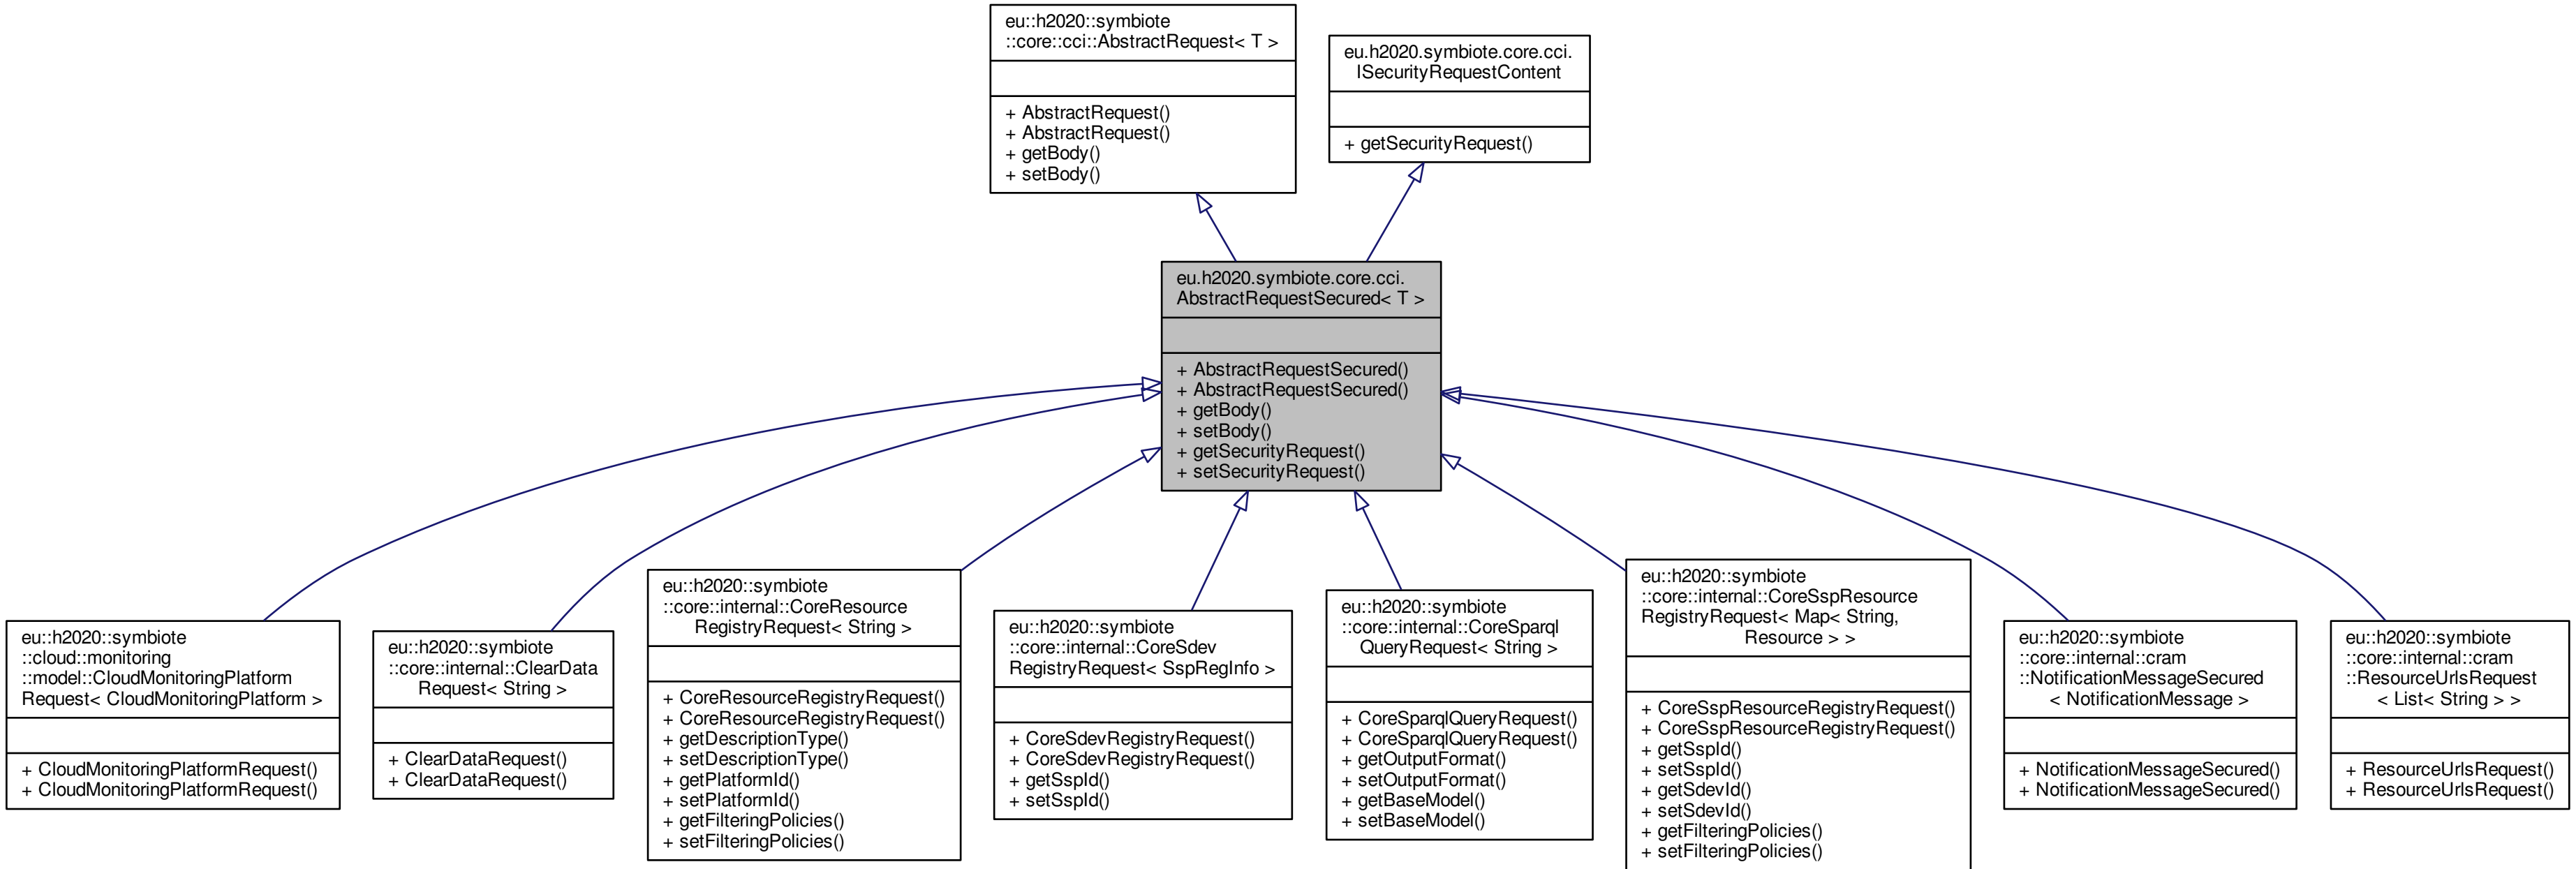 eu::h2020::symbiote
::core::cci::AbstractRequest< T >
+ AbstractRequest()
+ AbstractRequest()
+ getBody()
+ setBody()
eu.h2020.symbiote.core.cci.
ISecurityRequestContent
+ getSecurityRequest()
eu.h2020.symbiote.core.cci.
AbstractRequestSecured< T >
+ AbstractRequestSecured()
+ AbstractRequestSecured()
+ getBody()
+ setBody()
+ getSecurityRequest()
+ setSecurityRequest()
eu::h2020::symbiote
::cloud::monitoring
::model::CloudMonitoringPlatform
Request< CloudMonitoringPlatform >
+ CloudMonitoringPlatformRequest()
+ CloudMonitoringPlatformRequest()
eu::h2020::symbiote
::core::internal::ClearData
Request< String >
+ ClearDataRequest()
+ ClearDataRequest()
eu::h2020::symbiote
::core::internal::CoreResource
RegistryRequest< String >
+ CoreResourceRegistryRequest()
+ CoreResourceRegistryRequest()
+ getDescriptionType()
+ setDescriptionType()
+ getPlatformId()
+ setPlatformId()
+ getFilteringPolicies()
+ setFilteringPolicies()
eu::h2020::symbiote
::core::internal::CoreSdev
RegistryRequest< SspRegInfo >
+ CoreSdevRegistryRequest()
+ CoreSdevRegistryRequest()
+ getSspId()
+ setSspId()
eu::h2020::symbiote
::core::internal::CoreSparql
QueryRequest< String >
+ CoreSparqlQueryRequest()
+ CoreSparqlQueryRequest()
+ getOutputFormat()
+ setOutputFormat()
+ getBaseModel()
+ setBaseModel()
eu::h2020::symbiote
::core::internal::CoreSspResource
RegistryRequest< Map< String,
Resource > >
+ CoreSspResourceRegistryRequest()
+ CoreSspResourceRegistryRequest()
+ getSspId()
+ setSspId()
+ getSdevId()
+ setSdevId()
+ getFilteringPolicies()
+ setFilteringPolicies()
eu::h2020::symbiote
::core::internal::cram
::NotificationMessageSecured
< NotificationMessage >
+ NotificationMessageSecured()
+ NotificationMessageSecured()
eu::h2020::symbiote
::core::internal::cram
::ResourceUrlsRequest
< List< String > >
+ ResourceUrlsRequest()
+ ResourceUrlsRequest()